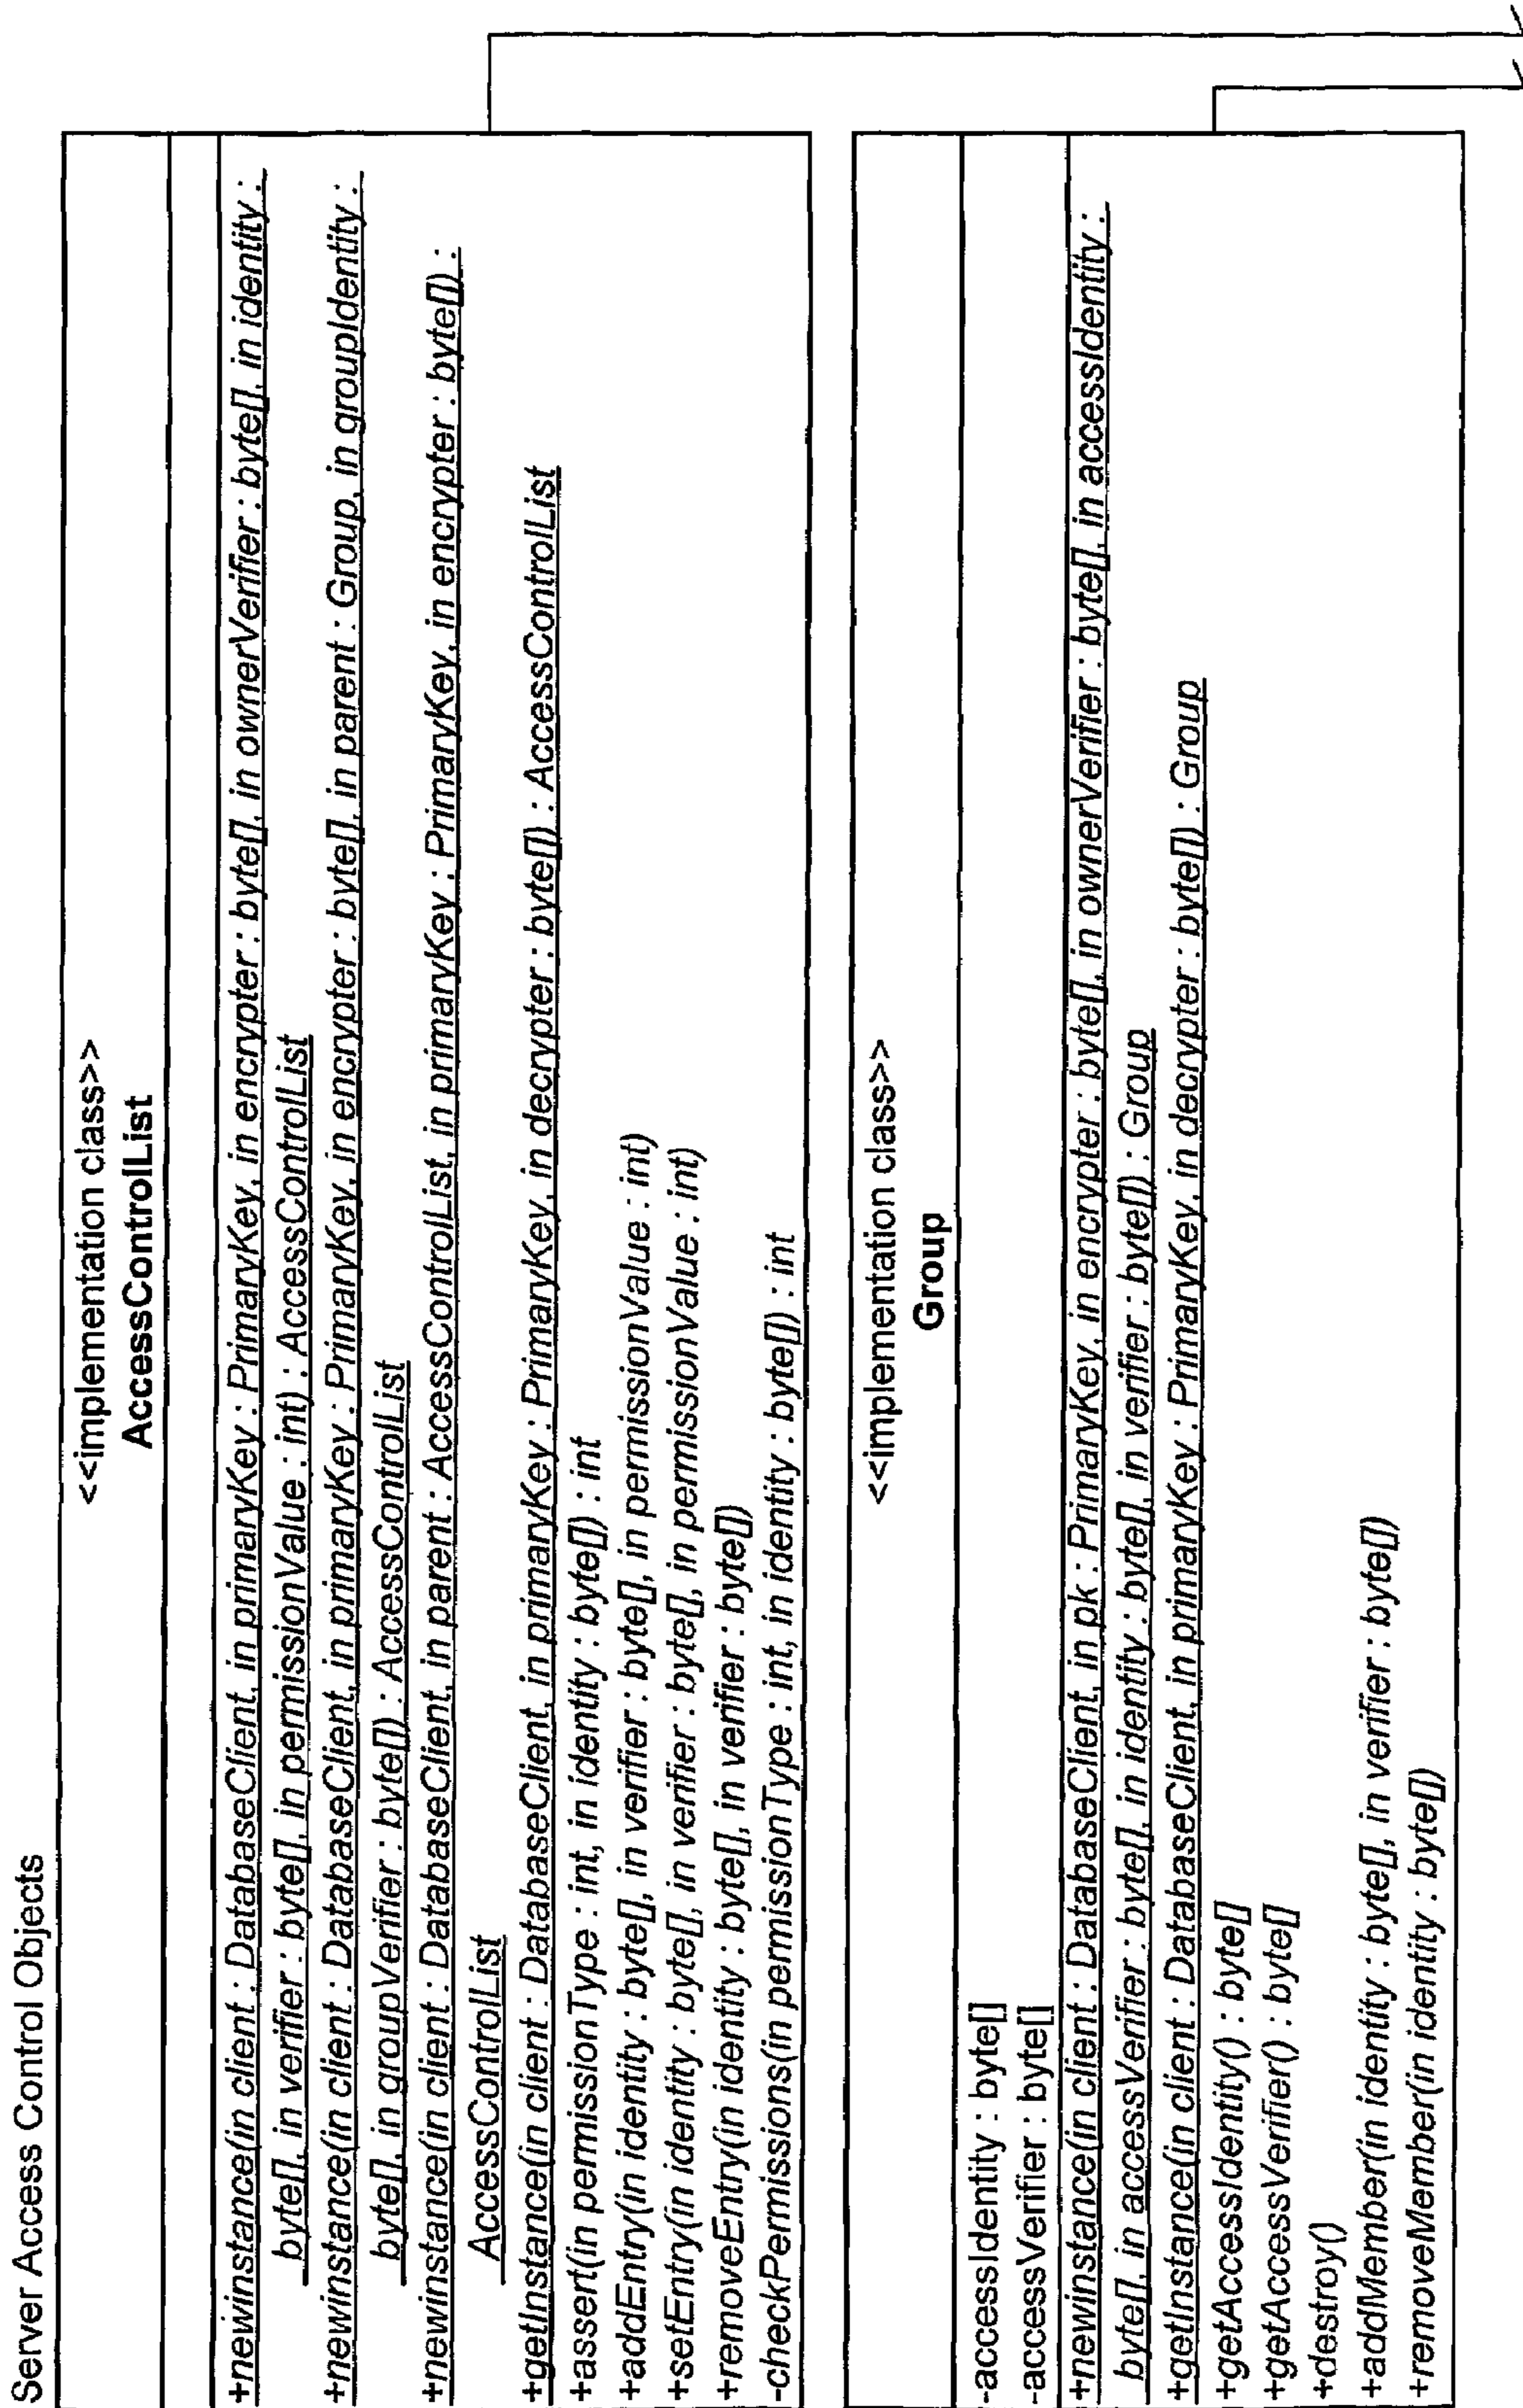 Server Access Control Objects
<<implementation class>>
AccessControlList
+newinstance(in client : DatabaseClient, in primaryKey : PrimaryKey, in encrypter : byte[], in ownerVerifier : byte[], in identity :
byte[], in verifier : byte[], in permissionValue : int) : AccessControlList
+newinstance(in client : DatabaseClient, in primaryKey : PrimaryKey, in encrypter : byte[], in parent : Group, in groupIdentity :
byte[], in groupVerifier : byte[]) : AccessControlList
+newinstance(in client : DatabaseClient, in parent : AccessControlList, in primaryKey : PrimaryKey, in encrypter : byte[]) :
AccessControlList
+getInstance(in client : DatabaseClient, in primaryKey : PrimaryKey, in decrypter : byte[]) : AccessControlList
+assert(in permissionType : int, in identity : byte[]) : int
+addEntry(in identity : byte[], in verifier : byte[], in permissionValue : int)
+setEntry(in identity : byte[], in verifier : byte[], in permissionValue : int)
+removeEntry(in identity : byte[], in verifier : byte[])
-checkPermissions(in permissionType : int, in identity : byte[]) : int
<<implementation class>>
Group
-accessIdentity : byte[]
-accessVerifier : byte[]
+newinstance(in client : DatabaseClient, in pk : PrimaryKey, in encrypter : byte[], in ownerVerifier : byte[], in accessIdentity :
byte[], in accessVerifier : byte[], in identity : byte[], in verifier : byte[]) : Group
+getInstance(in client : DatabaseClient, in primaryKey : PrimaryKey, in decrypter : byte[]) : Group
+getAccessIdentity() : byte[]
+getAccessVerifier() : byte[]
+destroy()
+addMember(in identity : byte[], in verifier : byte[])
+removeMember(in identity : byte[])